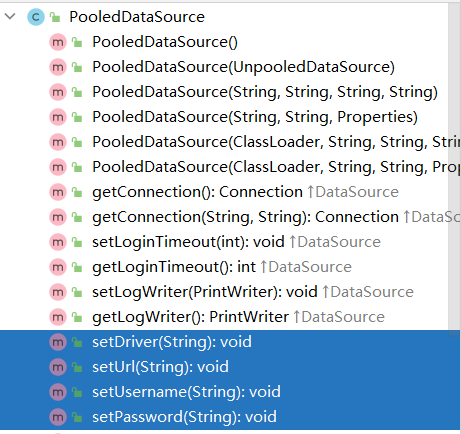 PooledDataSource
PooledDataSource()
PooledDataSource(UnpooledDataSource)
PooledDataSource(String, String, String, String)
PooledDataSource(String, String, Properties)
PooledDataSource(ClassLoader, String, String, Strin
PooledDataSource(ClassLoader, String, String, Prop
getConnection(): Connection ↑DataSource
getConnection(String, String): Connection ↑DataSo
setLoginTimeout(int): void ↑DataSource
getLoginTimeout(): int ↑DataSource
setLogWriter(PrintWriter): void ↑DataSource
getLogWriter(): PrintWriter ↑DataSource
setDriver(String): void
setUrl(String): void
setUsername(String): void
setPassword(String): void